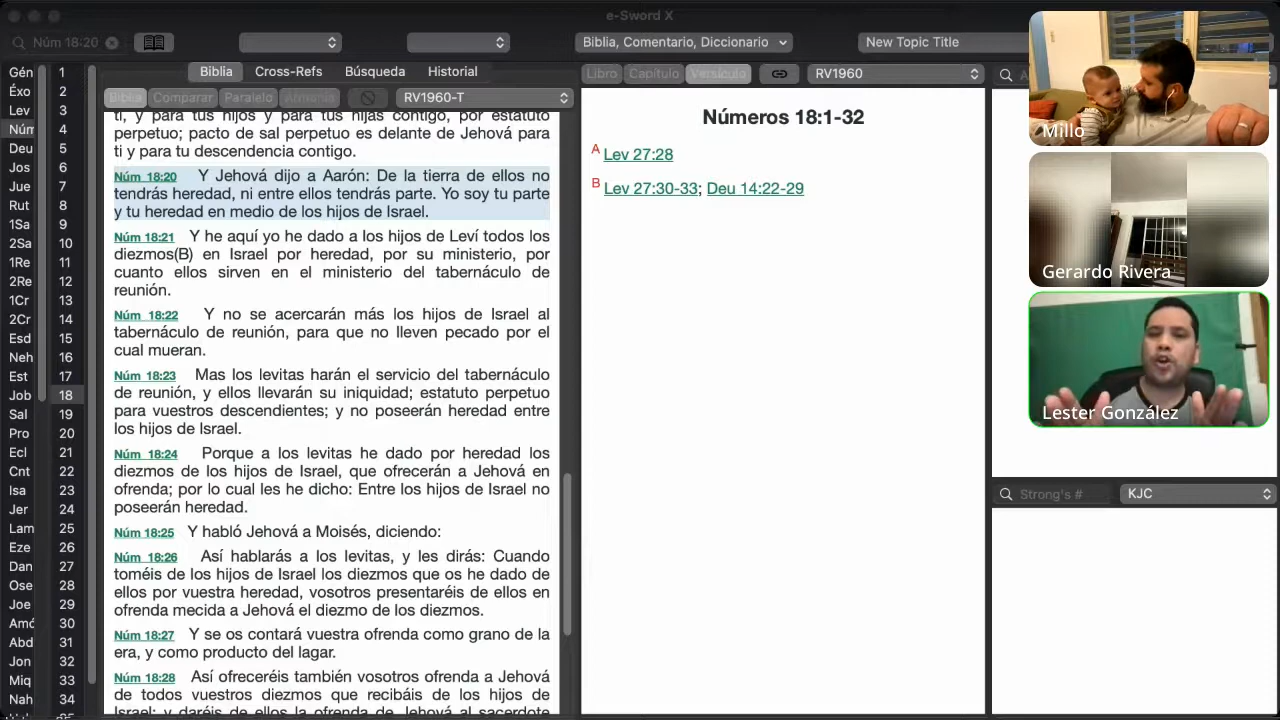 e-Sword X
Núm 18:20
Biblia, Comentario, Diccionario
New Topic Title
Biblia
Cross-Refs
Búsqueda
Historial
Biblia
Comparar
Paralelo
Armonía
RV1960-T
Libro
Capítulo
Versículo
RV1960
Gén
Éxo
Lev
Núm
Deu
Jos
Jue
Rut
1Sa
2Sa
1Re
2Re
1Cr
2Cr
Esd
Neh
Est
Job
Sal
Pro
Ecl
Cnt
Isa
Jer
Lam
Eze
Dan
Ose
Joe
Amó
Abd
Jon
Miq
Nah
1
2
3
4
5
6
7
8
9
10
11
12
13
14
15
16
17
18
19
20
21
22
23
24
25
26
27
28
29
30
31
32
33
34
ti, y para tus hijos y para tus hijas contigo, por estatuto
perpetuo; pacto de sal perpetuo es delante de Jehová para
ti y para tu descendencia contigo.
Núm 18:20 Y Jehová dijo a Aarón: De la tierra de ellos no
tendrás heredad, ni entre ellos tendrás parte. Yo soy tu parte
y tu heredad en medio de los hijos de Israel.
Núm 18:21 Y he aquí yo he dado a los hijos de Leví todos los
diezmos(B) en Israel por heredad, por su ministerio, por
cuanto ellos sirven en el ministerio del tabernáculo de
reunión.
Núm 18:22 Y no se acercarán más los hijos de Israel al
tabernáculo de reunión, para que no lleven pecado por el
cual mueran.
Núm 18:23 Mas los levitas harán el servicio del tabernáculo
de reunión, y ellos llevarán su iniquidad; estatuto perpetuo
para vuestros descendientes; y no poseerán heredad entre
los hijos de Israel.
Núm 18:24 Porque a los levitas he dado por heredad los
diezmos de los hijos de Israel, que ofrecerán a Jehová en
ofrenda; por lo cual les he dicho: Entre los hijos de Israel no
poseerán heredad.
Núm 18:25 Y habló Jehová a Moisés, diciendo:
Núm 18:26 Así hablarás a los levitas, y les dirás: Cuando
toméis de los hijos de Israel los diezmos que os he dado de
ellos por vuestra heredad, vosotros presentaréis de ellos en
ofrenda mecida a Jehová el diezmo de los diezmos.
Núm 18:27 Y se os contará vuestra ofrenda como grano de la
era, y como producto del lagar.
Núm 18:28 Así ofreceréis también vosotros ofrenda a Jehová
de todos vuestros diezmos que recibáis de los hijos de
Israel; y daréis de ellos la ofrenda de Jehová al sacerdote
Números 18:1-32
A Lev 27:28
B Lev 27:30-33; Deu 14:22-29
Millo
Gerardo Rivera
Lester González
Strong's #
KJC